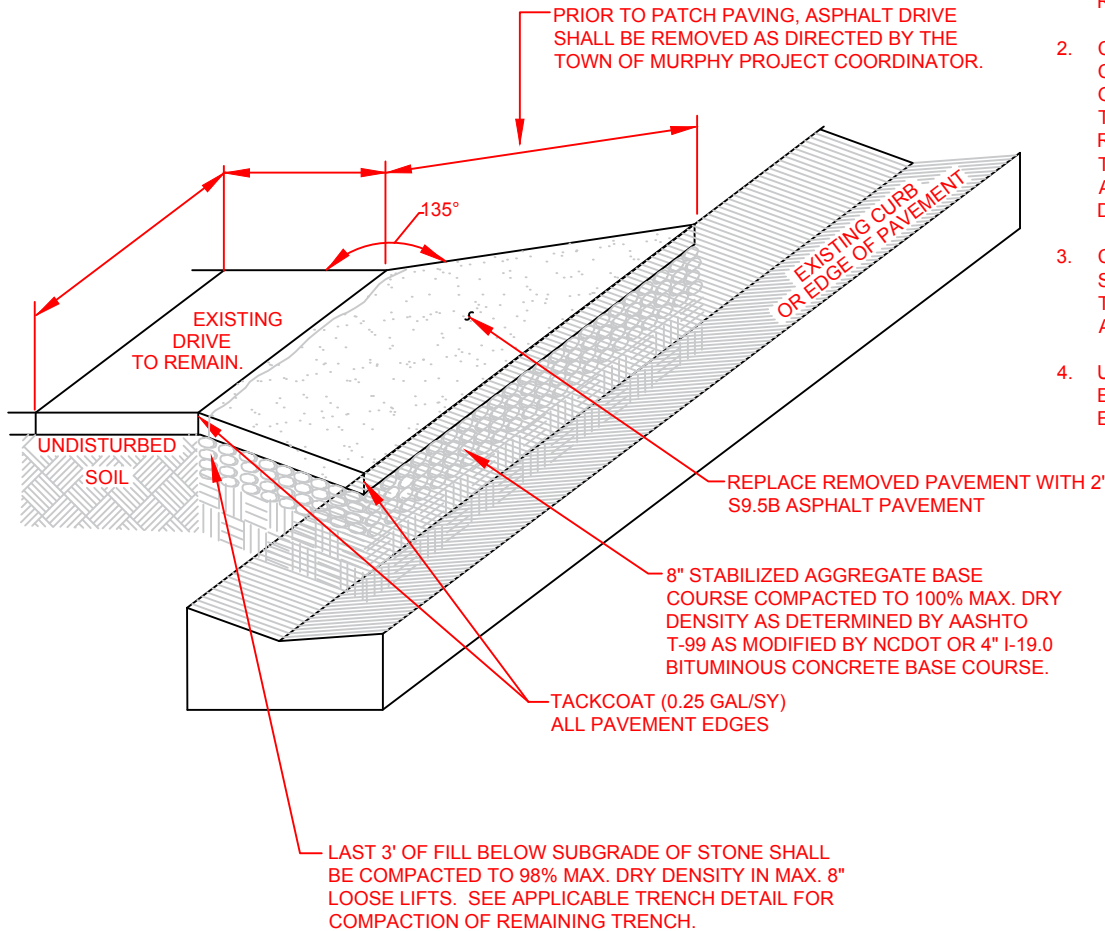 PRIOR TO PATCH PAVING, ASPHALT DRIVE
SHALL BE REMOVED AS DIRECTED BY THE
TOWN OF MURPHY PROJECT COORDINATOR.
135°
EXISTING
DRIVE
TO REMAIN.
EXISTING CURB
OR EDGE OF PAVEMENT
UNDISTURBED
SOIL
REPLACE REMOVED PAVEMENT WITH 2"
S9.5B ASPHALT PAVEMENT
8" STABILIZED AGGREGATE BASE
COURSE COMPACTED TO 100% MAX. DRY
DENSITY AS DETERMINED BY AASHTO
T-99 AS MODIFIED BY NCDOT OR 4" I-19.0
BITUMINOUS CONCRETE BASE COURSE.
TACKCOAT (0.25 GAL/SY)
ALL PAVEMENT EDGES
LAST 3' OF FILL BELOW SUBGRADE OF STONE SHALL
BE COMPACTED TO 98% MAX. DRY DENSITY IN MAX. 8"
LOOSE LIFTS. SEE APPLICABLE TRENCH DETAIL FOR
COMPACTION OF REMAINING TRENCH.
2.
3.
4.